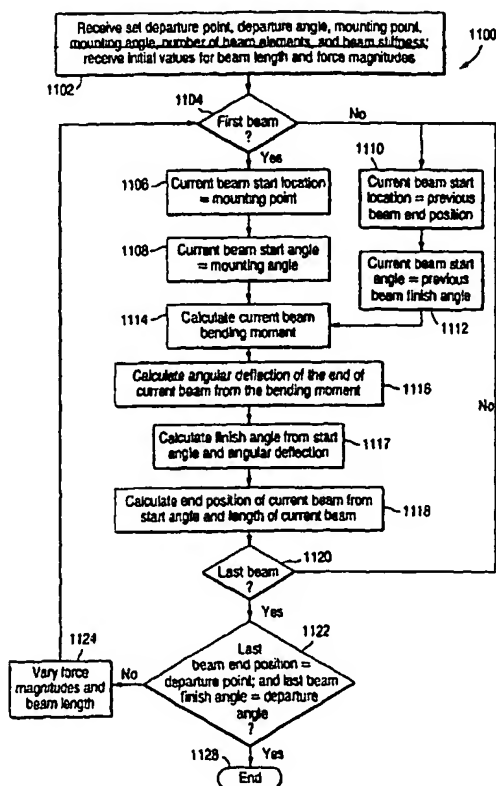 Receive set departure point, departure angle, mounting point,
mounting angle, number of beam elements, and beam stiffness;
receive initial values for beam length and force magnitudes
1100
1102
1104
First beam
?
No
Yes
1106
Current beam start location
= mounting point
1110
Current beam start
location = previous
beam end position
1108
Current beam start angle
= mounting angle
Current beam start
angle = previous
beam finish angle
1112
1114
Calculate current beam
bending moment
Calculate angular deflection of the end of
current beam from the bending moment
1116
No
Calculate finish angle from start
angle and angular deflection
1117
Calculate end position of current beam from
start angle and length of current beam
1118
Last beam
?
1120
Yes
1122
1124
Vary force
magnitudes and
beam length
No
Last
beam end position =
departure point; and last beam
finish angle = departure
angle
?
Yes
1128
End